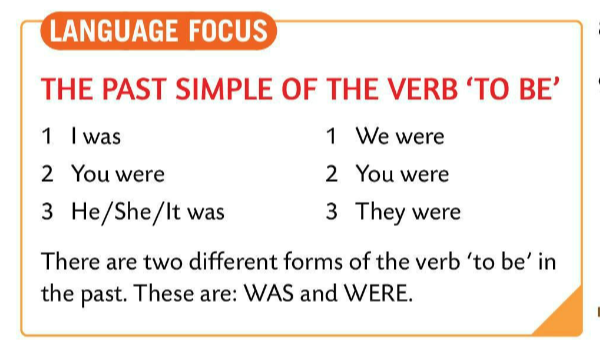 LANGUAGE FOCUS
THE PAST SIMPLE OF THE VERB ‘TO BE’
1 I was
2 You were
3 He/She/It was
1 We were
2 You were
3 They were
There are two different forms of the verb ‘to be’ in
the past. These are: WAS and WERE.